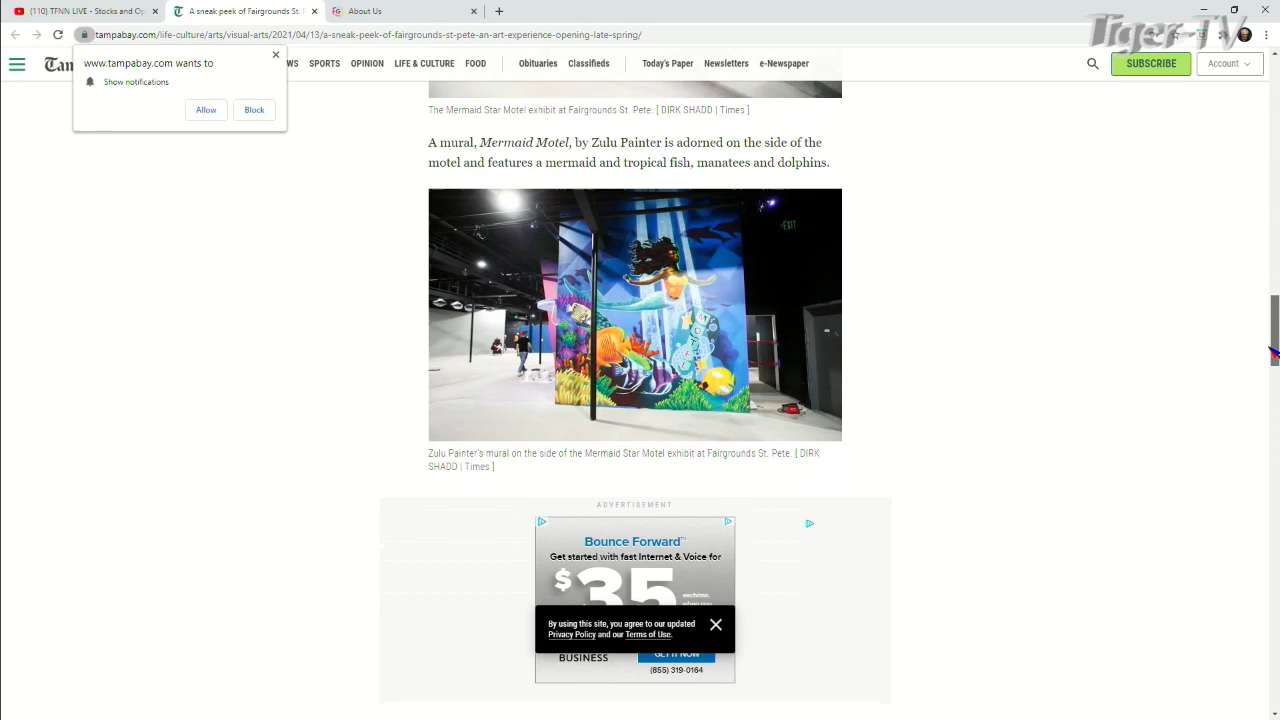 (110) TFNN LIVE - Stocks and Op
A sneak peek of Fairgrounds St. P
About Us
Tiger TV
tampabay.com/life-culture/arts/visual-arts/2021/04/13/a-sneak-peek-of-fairgrounds-st-pete-an-art-experience-opening-late-spring/
www.tampabay.com wants to
Show notifications
Allow
Block
Tam
WS SPORTS OPINION LIFE & CULTURE FOOD Obituaries Classifieds Today's Paper Newsletters e-Newspaper
SUBSCRIBE
Account
The Mermaid Star Motel exhibit at Fairgrounds St. Pete. [ DIRK SHADD | Times ]
A mural, Mermaid Motel, by Zulu Painter is adorned on the side of the
motel and features a mermaid and tropical fish, manatees and dolphins.
EXIT
MOTEL
Zulu Painter's mural on the side of the Mermaid Star Motel exhibit at Fairgrounds St. Pete. [ DIRK
SHADD | Times ]
ADVERTISEMENT
Bounce Forward™
Get started with fast Internet & Voice for
$35
each/mo.
when you
By using this site, you agree to our updated
Privacy Policy and our Terms of Use.
BUSINESS
GET IT NOW
(855) 319-0164